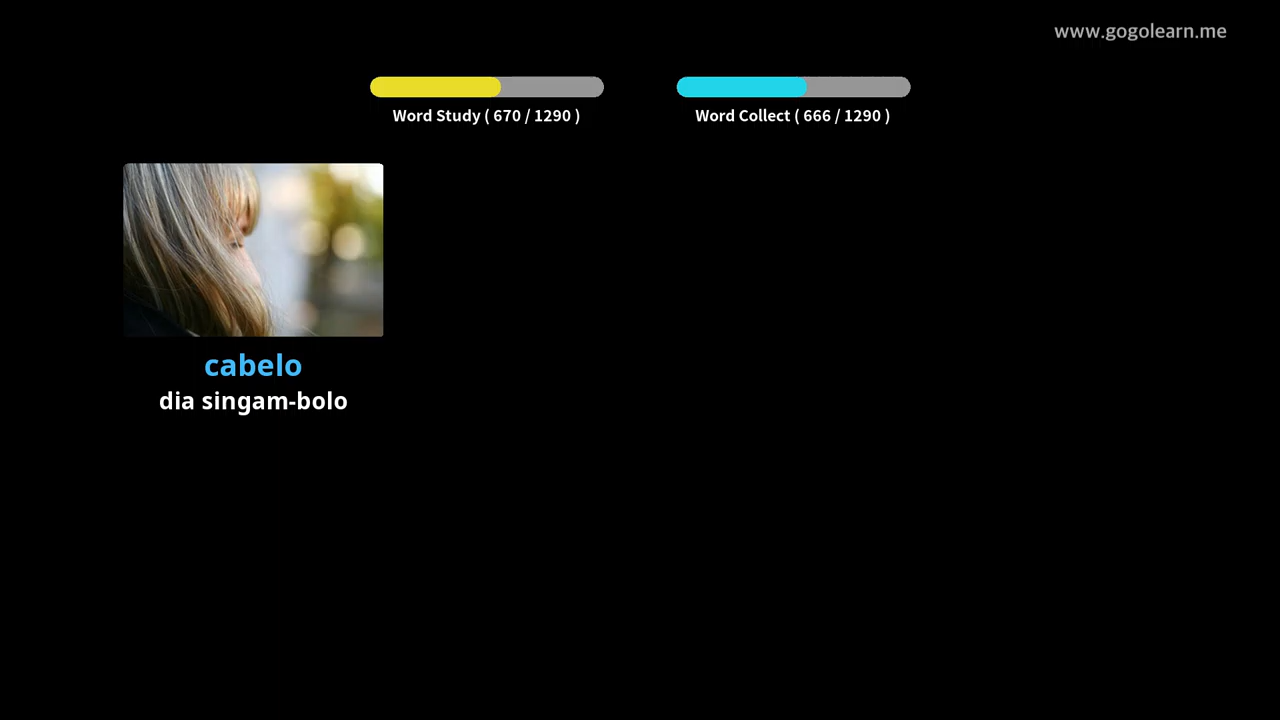 www.gogolearn.me
Word Study ( 670 / 1290 )
Word Collect ( 666 / 1290 )
cabelo
dia singam-bolo